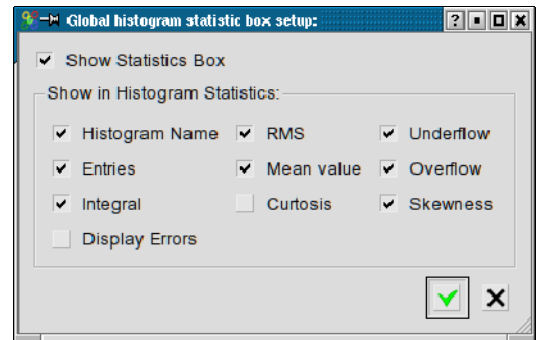 Global histogram statistic box setup:
Show Statistics Box
Show in Histogram Statistics:
Histogram Name RMS Underflow
Entries Mean value Overflow
Integral Curtosis Skewness
Display Errors